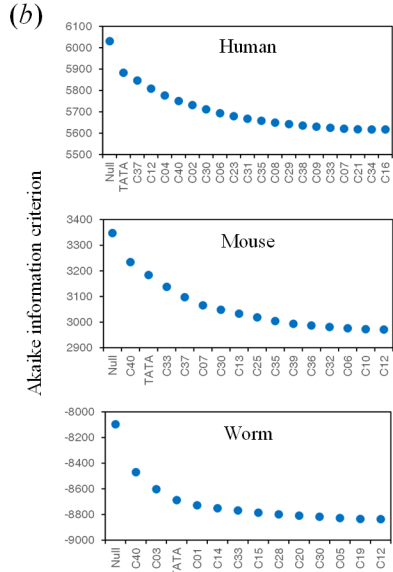 (b)
Akaike information criterion
Human
6100
6000
5900
5800
5700
5600
5500
Null TATA C37 C12 C04 C40 C02 C30 C06 C23 C31 C35 C08 C29 C38 C09 C33 C07 C21 C34 C16
Mouse
3400
3300
3200
3100
3000
2900
Null C40 TATA C33 C37 C07 C30 C13 C25 C35 C39 C36 C32 C06 C10 C12
Worm
-8000
-8200
-8400
-8600
-8800
-9000
Null C40 C03 TATA C01 C14 C33 C15 C28 C20 C30 C05 C19 C12